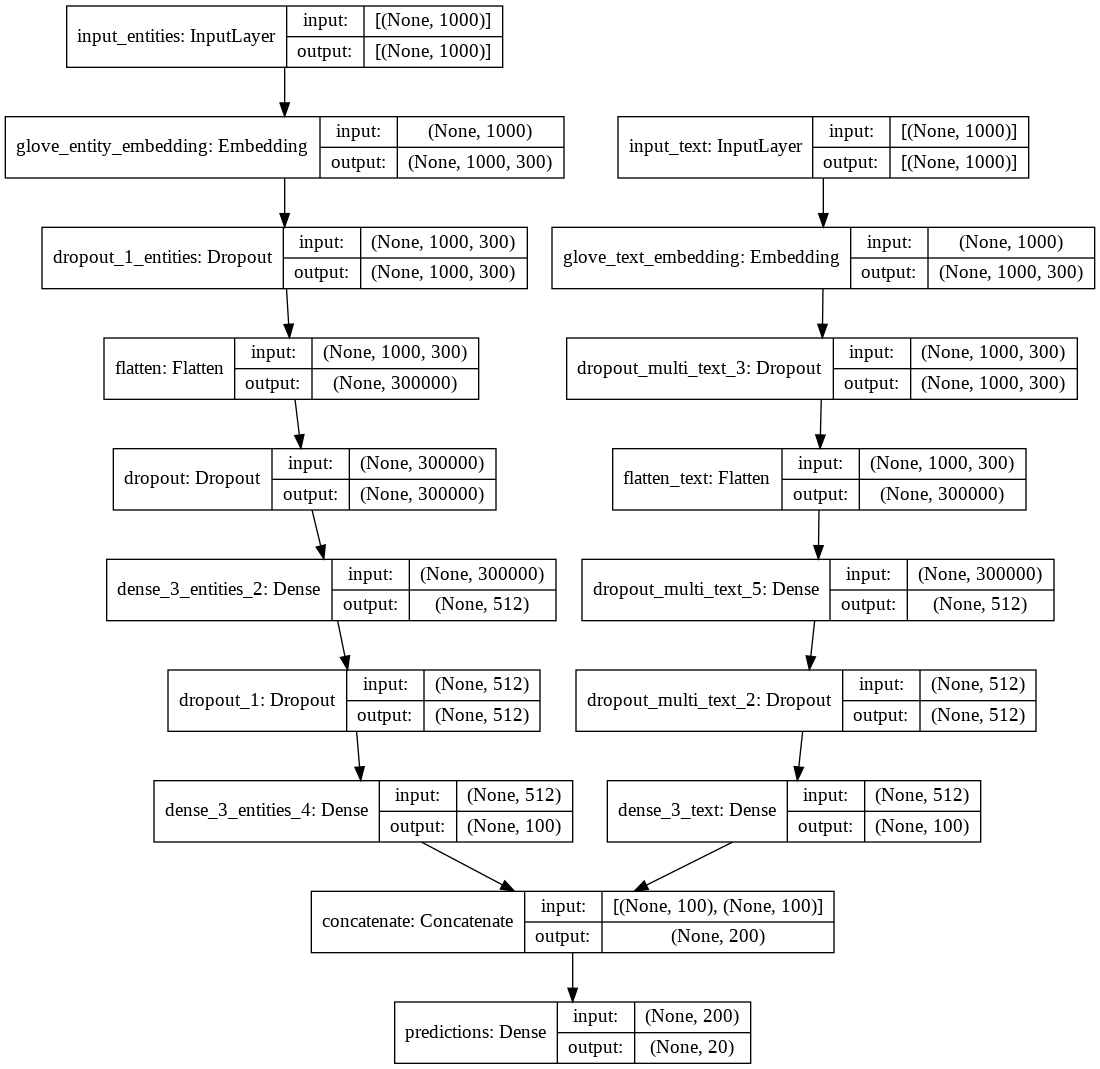 input_entities: InputLayer
input: [(None, 1000)]
output: [(None, 1000)]
glove_entity_embedding: Embedding
input: (None, 1000)
output: (None, 1000, 300)
input_text: InputLayer
input: [(None, 1000)]
output: [(None, 1000)]
dropout_1_entities: Dropout
input: (None, 1000, 300)
output: (None, 1000, 300)
glove_text_embedding: Embedding
input: (None, 1000)
output: (None, 1000, 300)
flatten: Flatten
input: (None, 1000, 300)
output: (None, 300000)
dropout_multi_text_3: Dropout
input: (None, 1000, 300)
output: (None, 1000, 300)
dropout: Dropout
input: (None, 300000)
output: (None, 300000)
flatten_text: Flatten
input: (None, 1000, 300)
output: (None, 300000)
dense_3_entities_2: Dense
input: (None, 300000)
output: (None, 512)
dropout_multi_text_5: Dense
input: (None, 300000)
output: (None, 512)
dropout_1: Dropout
input: (None, 512)
output: (None, 512)
dropout_multi_text_2: Dropout
input: (None, 512)
output: (None, 512)
dense_3_entities_4: Dense
input: (None, 512)
output: (None, 100)
dense_3_text: Dense
input: (None, 512)
output: (None, 100)
concatenate: Concatenate
input: [(None, 100), (None, 100)]
output: (None, 200)
predictions: Dense
input: (None, 200)
output: (None, 20)